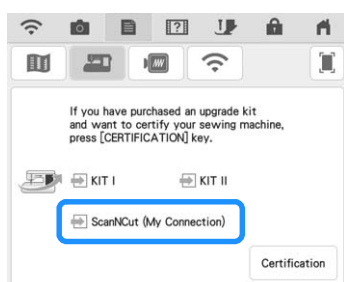 If you have purchased an upgrade kit
and want to certify your sewing machine,
press [CERTIFICATION] key.
KIT I KIT II
ScanNCut (My Connection)
Certification